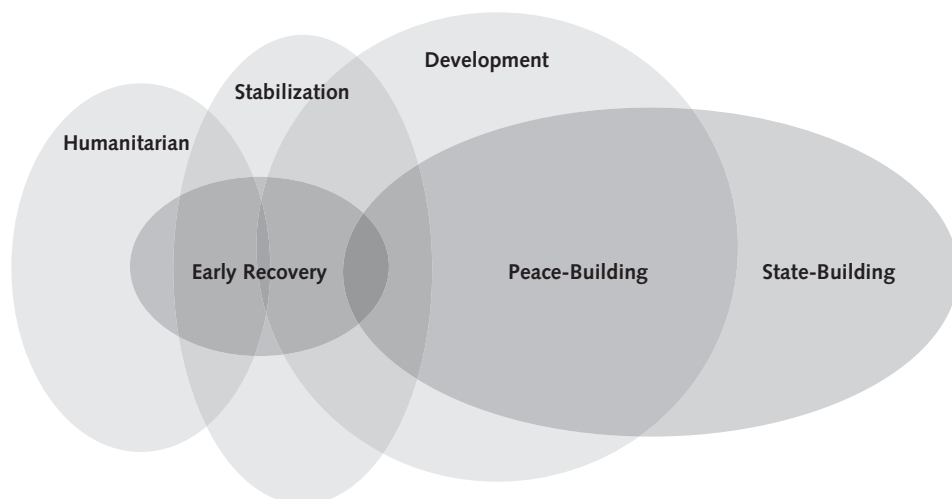 Development
Stabilization
Humanitarian
Early Recovery
Peace-Building
State-Building